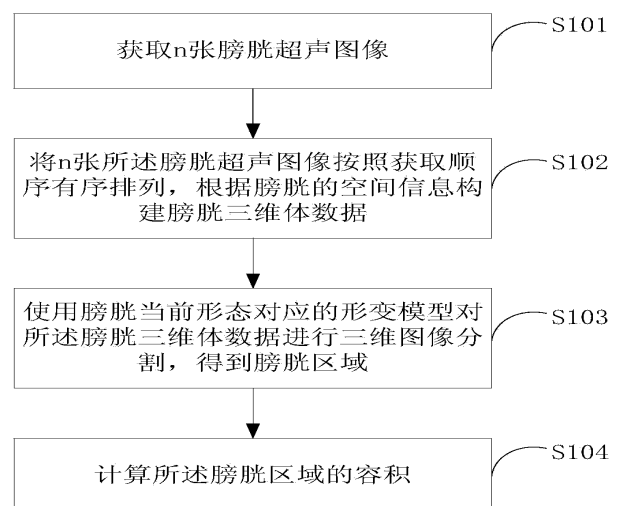 获取n张膀胱超声图像
S101
将n张所述膀胱超声图像按照获取顺
序有序排列，根据膀胱的空间信息构
建膀胱三维体数据
S102
使用膀胱当前形态对应的形变模型对
所述膀胱三维体数据进行三维图像分
割，得到膀胱区域
S103
计算所述膀胱区域的容积
S104